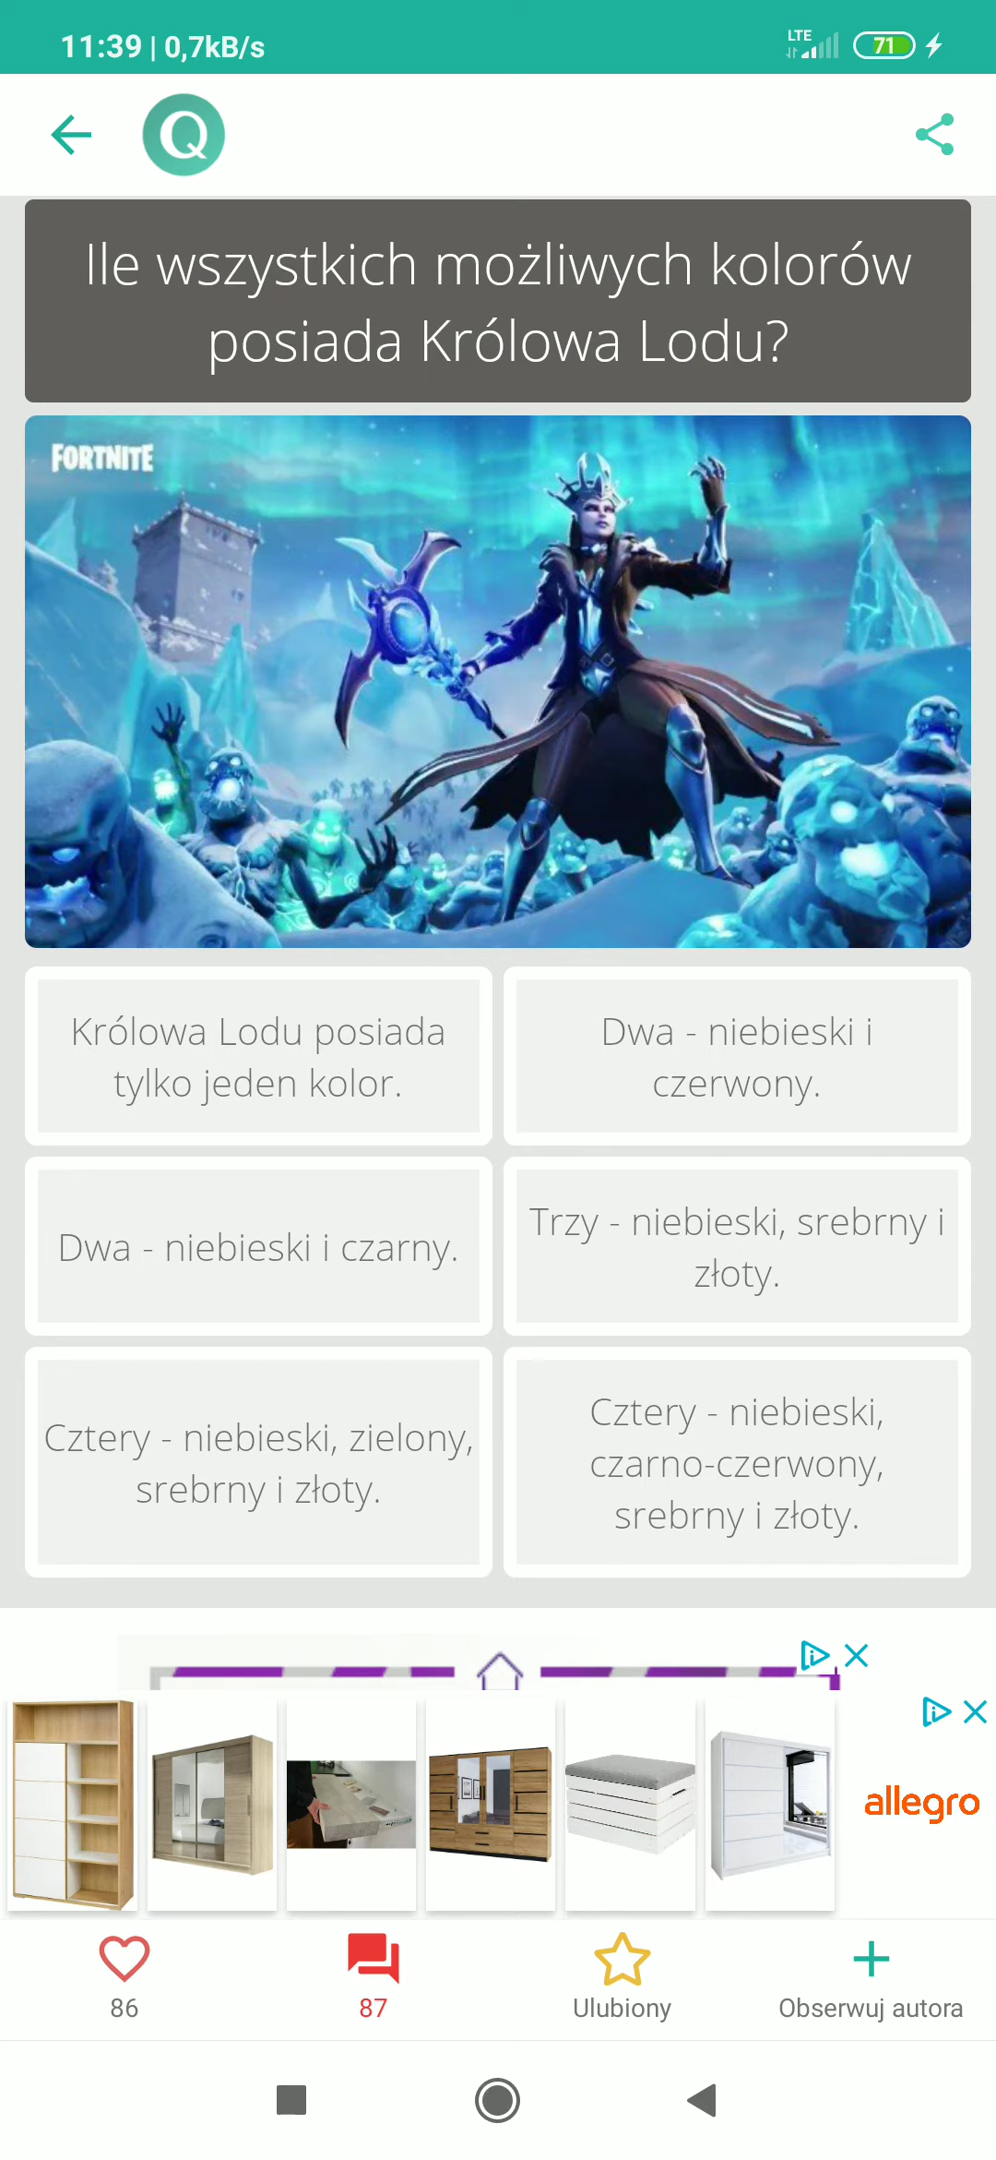 11:39 | 0,7kB/s
LTE
71
Q
Ile wszystkich możliwych kolorów
posiada Królowa Lodu?
FORTNITE
Królowa Lodu posiada
tylko jeden kolor.
Dwa - niebieski i
czerwony.
Dwa - niebieski i czarny.
Trzy - niebieski, srebrny i
złoty.
Cztery - niebieski, zielony,
srebrny i złoty.
Cztery - niebieski,
czarno-czerwony,
srebrny i złoty.
allegro
86
87
Ulubiony
Obserwuj autora